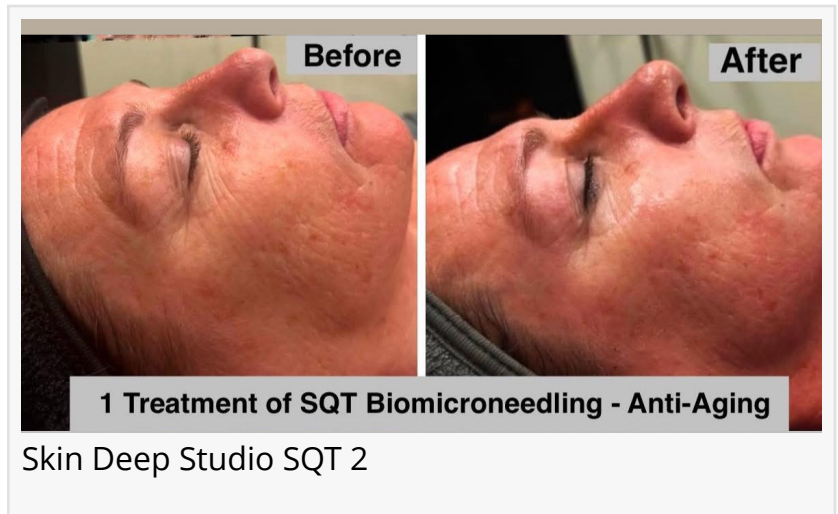 Before
After
1 Treatment of SQT Biomicroneedling - Anti-Aging
Skin Deep Studio SQT 2